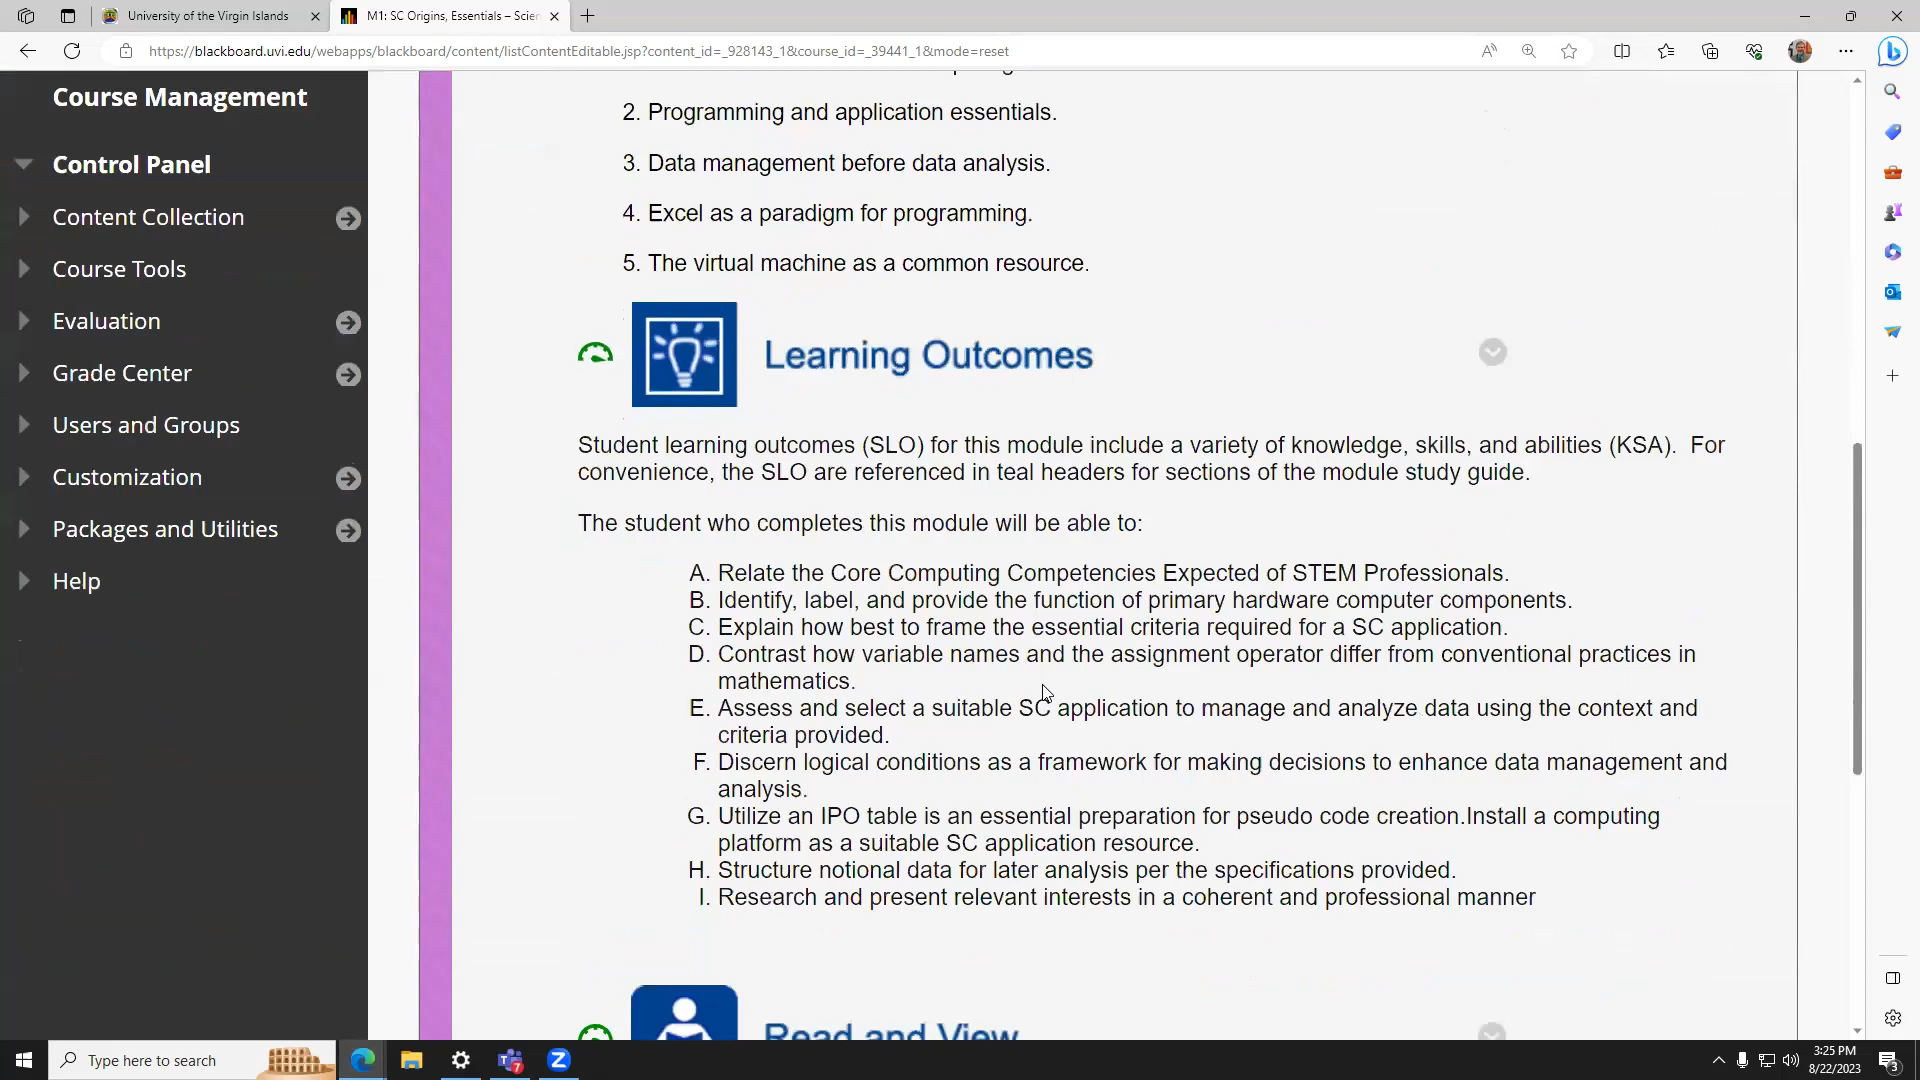 University of the Virgin Islands
M1: SC Origins, Essentials – Scien
https://blackboard.uvi.edu/webapps/blackboard/content/listContentEditable.jsp?content_id=_928143_1&course_id=_39441_1&mode=reset
Course Management
Control Panel
Content Collection
Course Tools
Evaluation
Grade Center
Users and Groups
Customization
Packages and Utilities
Help
2. Programming and application essentials.
3. Data management before data analysis.
4. Excel as a paradigm for programming.
5. The virtual machine as a common resource.
Learning Outcomes
Student learning outcomes (SLO) for this module include a variety of knowledge, skills, and abilities (KSA).  For
convenience, the SLO are referenced in teal headers for sections of the module study guide.
The student who completes this module will be able to:
A. Relate the Core Computing Competencies Expected of STEM Professionals.
B. Identify, label, and provide the function of primary hardware computer components.
C. Explain how best to frame the essential criteria required for a SC application.
D. Contrast how variable names and the assignment operator differ from conventional practices in
mathematics.
E. Assess and select a suitable SC application to manage and analyze data using the context and
criteria provided.
F. Discern logical conditions as a framework for making decisions to enhance data management and
analysis.
G. Utilize an IPO table is an essential preparation for pseudo code creation.Install a computing
platform as a suitable SC application resource.
H. Structure notional data for later analysis per the specifications provided.
I. Research and present relevant interests in a coherent and professional manner
Read and View
Type here to search
7
3:25 PM
8/22/2023
3